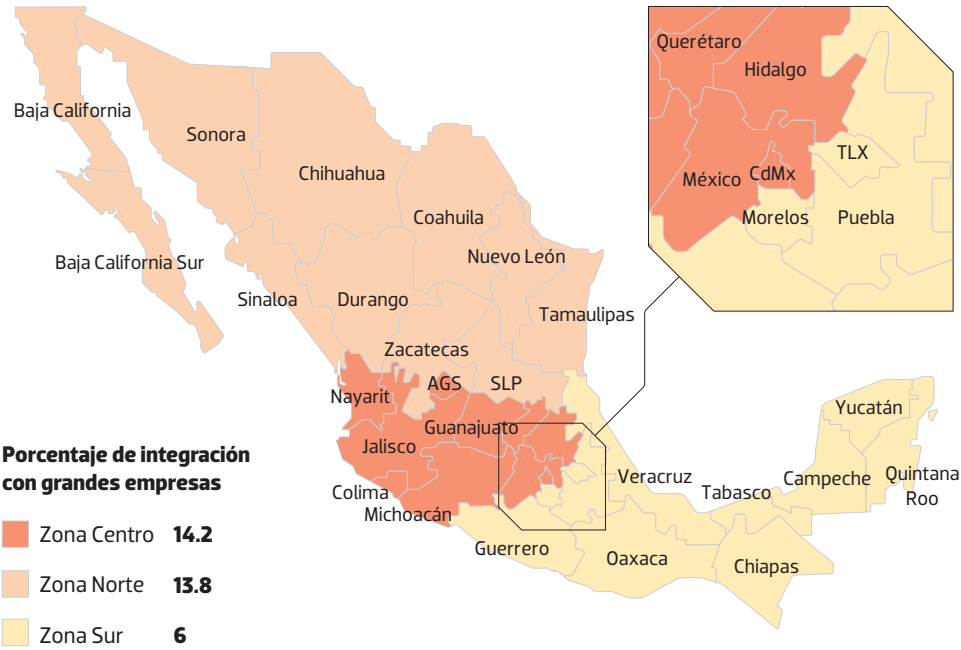 Baja California
Sonora
Chihuahua
Coahuila
Baja California Sur
Nuevo León
Sinaloa
Durango
Tamaulipas
Zacatecas
Nayarit
AGS
SLP
Guanajuato
Jalisco
Colima
Michoacán
Guerrero
Veracruz
Tabasco
Oaxaca
Chiapas
Yucatán
Campeche
Quintana
Roo
Querétaro
Hidalgo
TLX
México
CdMx
Morelos
Puebla
Porcentaje de integración
con grandes empresas
Zona Centro 14.2
Zona Norte 13.8
Zona Sur 6